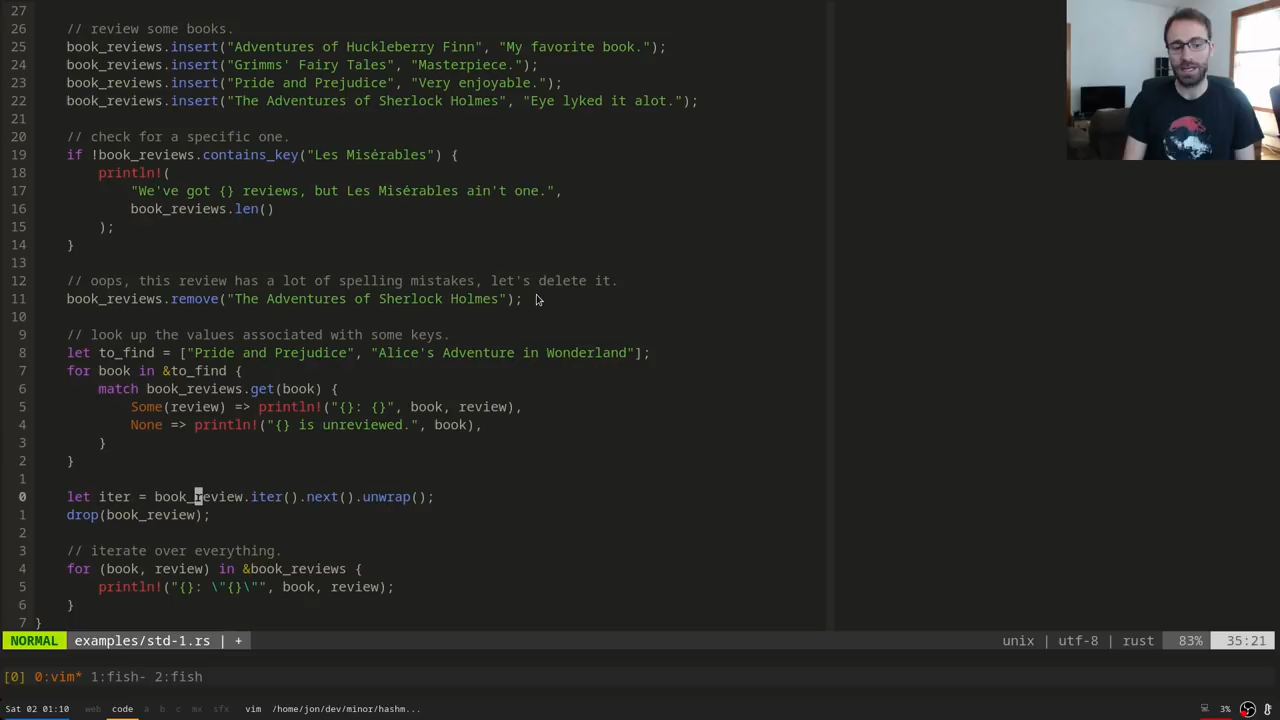 27
26 // review some books.
25 book_reviews.insert("Adventures of Huckleberry Finn", "My favorite book.");
24 book_reviews.insert("Grimms' Fairy Tales", "Masterpiece.");
23 book_reviews.insert("Pride and Prejudice", "Very enjoyable.");
22 book_reviews.insert("The Adventures of Sherlock Holmes", "Eye lyked it alot.");
21
20 // check for a specific one.
19 if !book_reviews.contains_key("Les Misérables") {
18 println!(
17 "We've got {} reviews, but Les Misérables ain't one.",
16 book_reviews.len()
15 );
14 }
13
12 // oops, this review has a lot of spelling mistakes, let's delete it.
11 book_reviews.remove("The Adventures of Sherlock Holmes");
10
9 // look up the values associated with some keys.
8 let to_find = ["Pride and Prejudice", "Alice's Adventure in Wonderland"];
7 for book in &to_find {
6 match book_reviews.get(book) {
5 Some(review) => println!("{}: {}", book, review),
4 None => println!("{} is unreviewed.", book),
3 }
2 }
1
0 let iter = book_review.iter().next().unwrap();
1 drop(book_review);
2
3 // iterate over everything.
4 for (book, review) in &book_reviews {
5 println!("{}: \"{}\"", book, review);
6 }
7 }
NORMAL examples/std-1.rs | + unix | utf-8 | rust 83% 35:21
[0] 0:vim* 1:fish- 2:fish
Sat 02 01:10 web code a b c mx sfx vim /home/jon/dev/minor/hashm... 3%